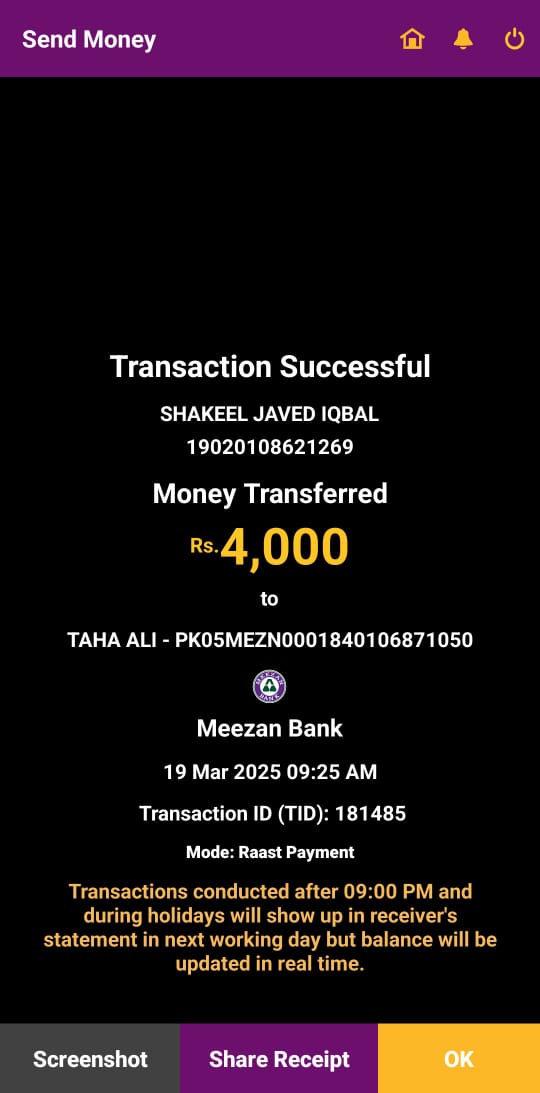 Send Money
Transaction Successful
SHAKEEL JAVED IQBAL
19020108621269
Money Transferred
Rs.4,000
to
TAHA ALI - PK05MEZN0001840106871050
MEEZAN BANK
Meezan Bank
19 Mar 2025 09:25 AM
Transaction ID (TID): 181485
Mode: Raast Payment
Transactions conducted after 09:00 PM and
during holidays will show up in receiver's
statement in next working day but balance will be
updated in real time.
Screenshot Share Receipt OK